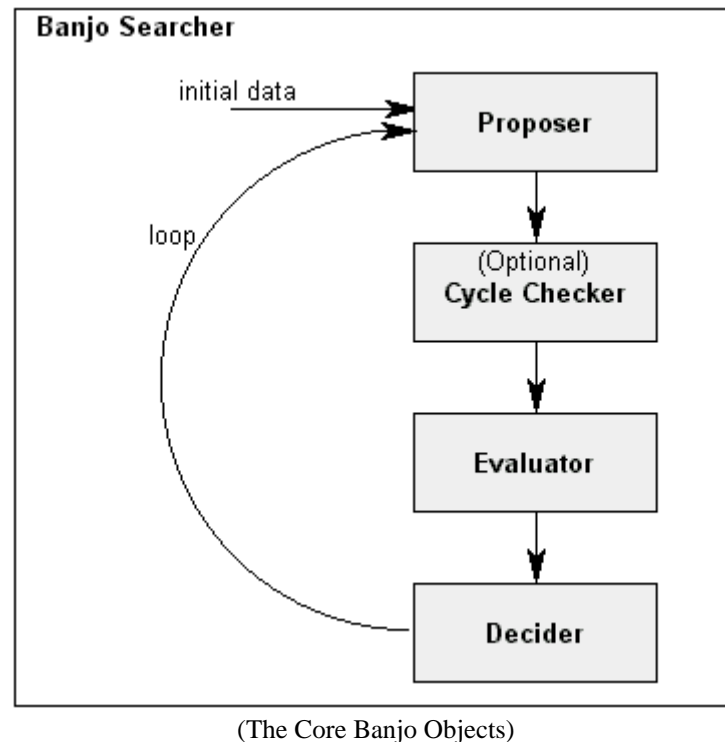 Banjo Searcher
initial data
Proposer
loop
(Optional)
Cycle Checker
Evaluator
Decider
(The Core Banjo Objects)